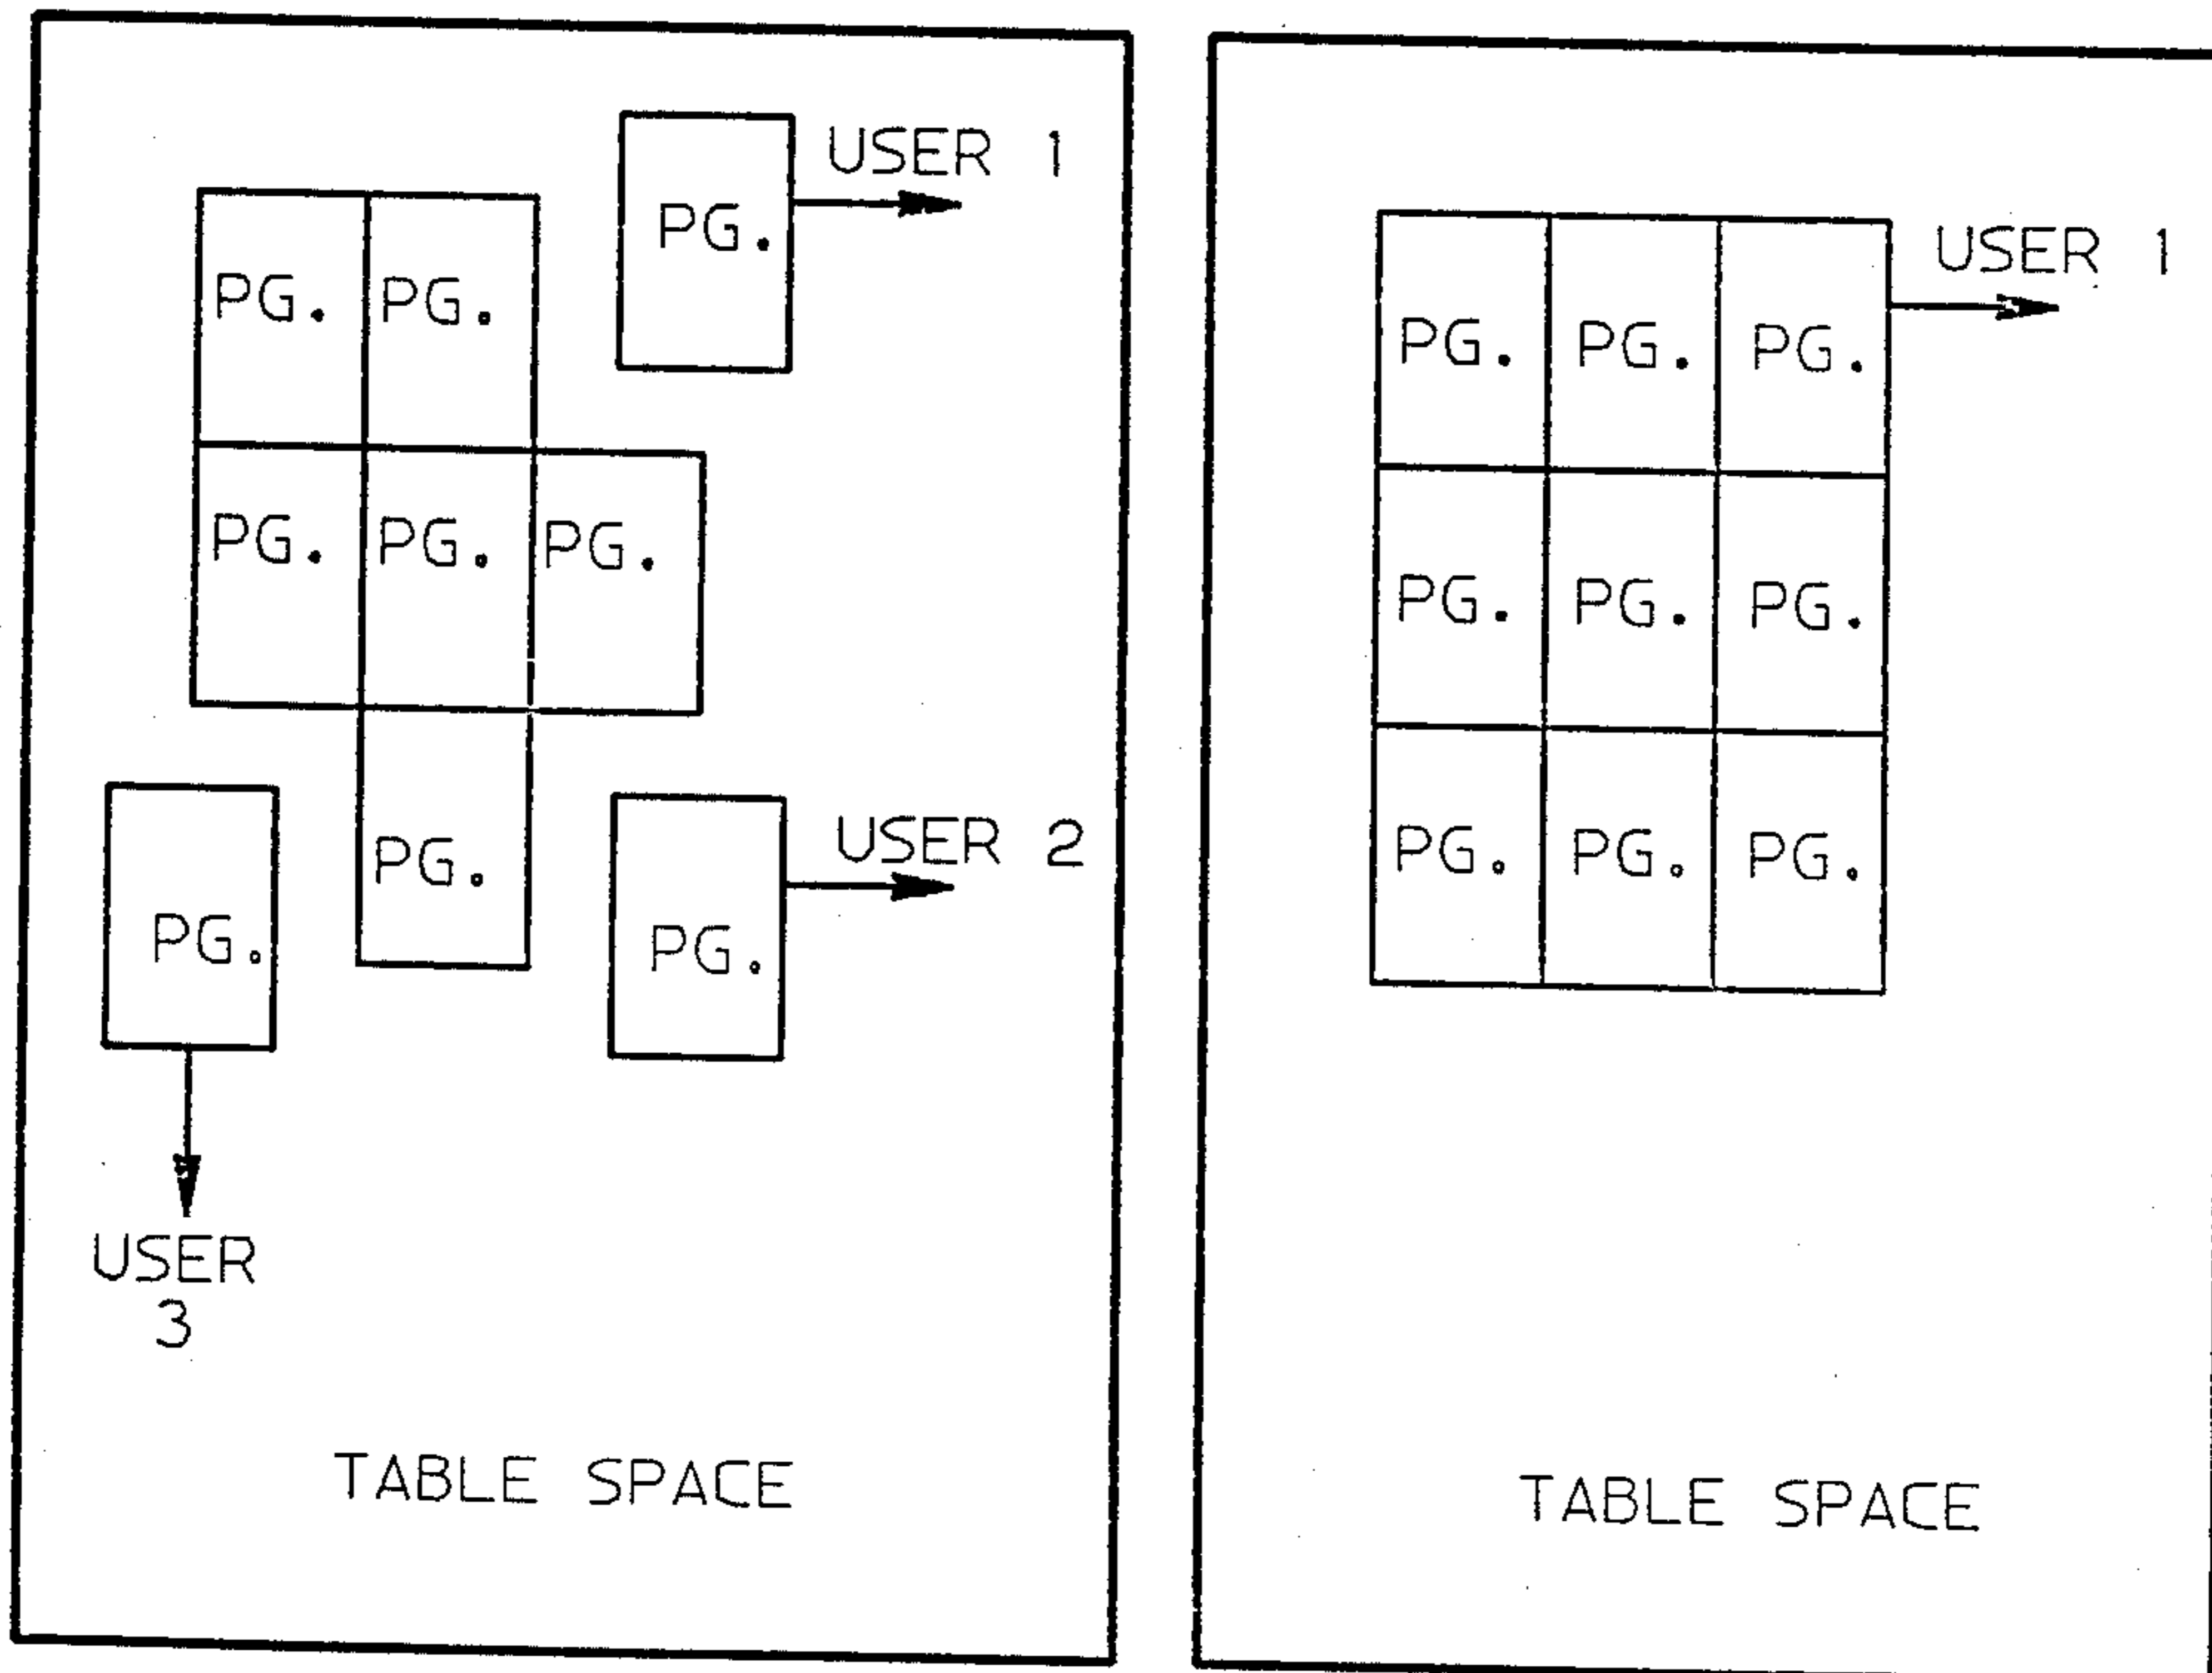 USER 1
PG.
PG. PG.
PG. PG. PG.
PG.
USER 2
PG.
PG.
USER
3
TABLE SPACE
USER 1
PG. PG. PG.
PG. PG. PG.
PG. PG. PG.
TABLE SPACE